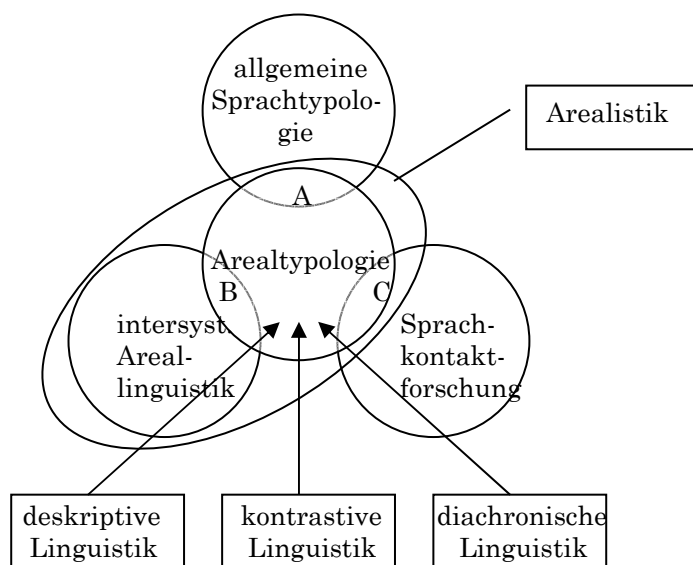 allgemeine
Sprachtypolo-
gie
Arealistik
A
Arealtypologie
B
C
intersyst.
Areal-
linguistik
Sprach-
kontakt-
forschung
deskriptive
Linguistik
kontrastive
Linguistik
diachronische
Linguistik